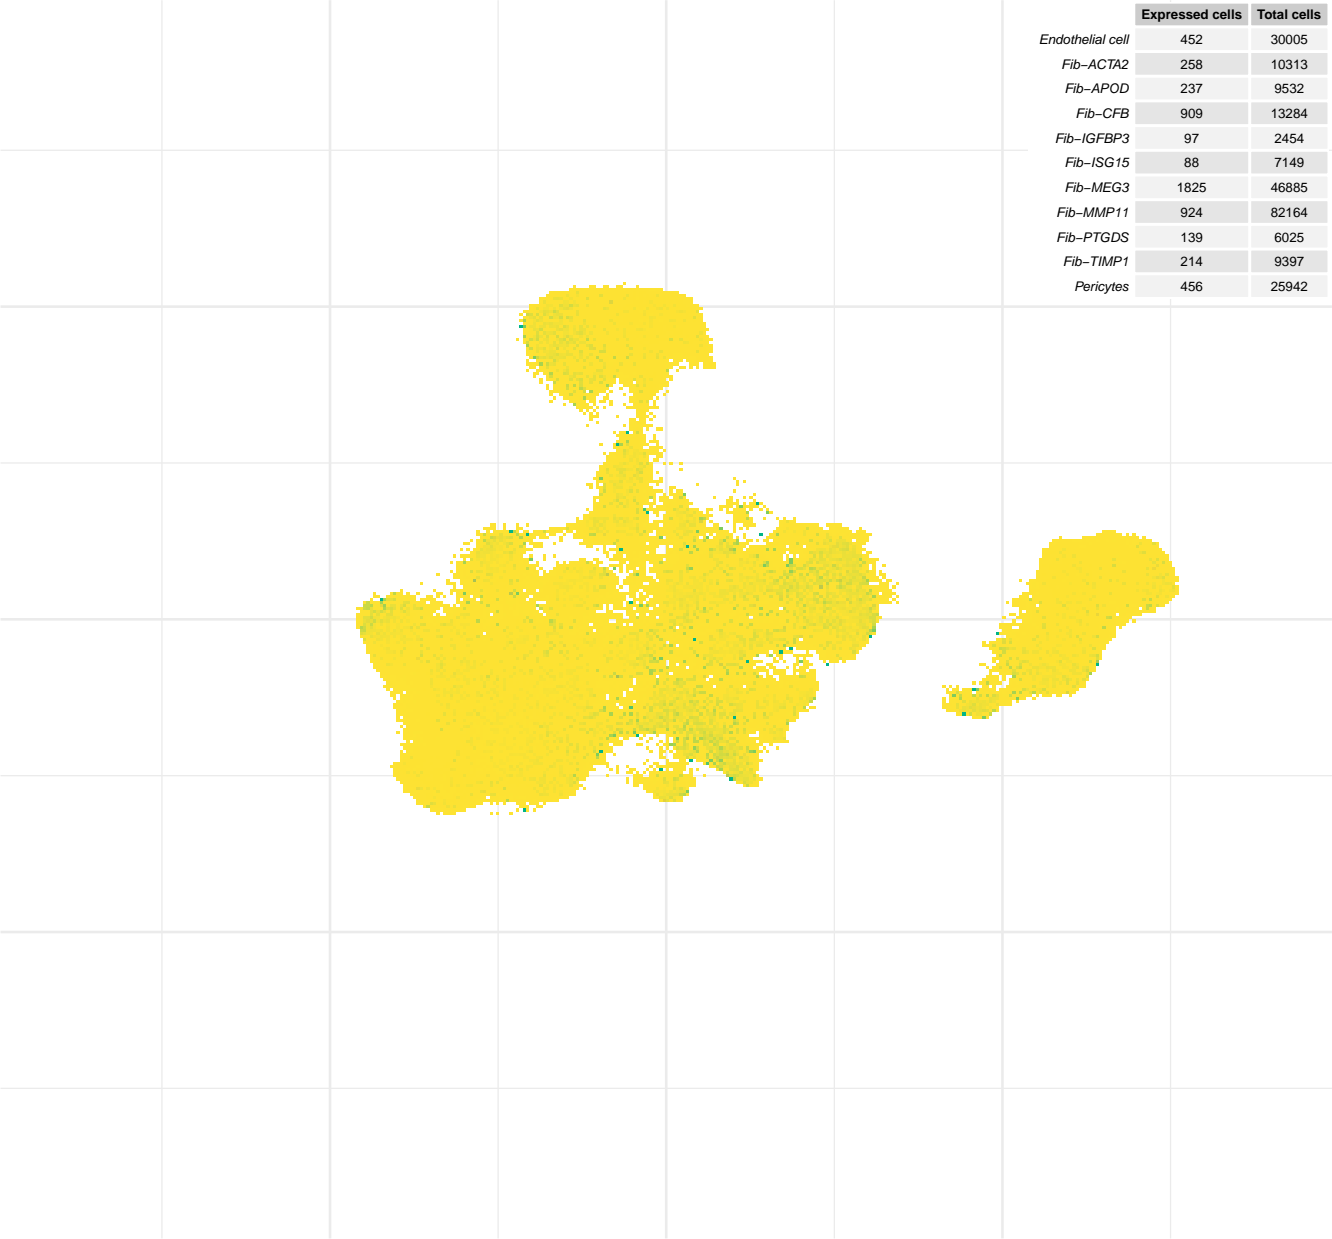 Expressed cells Total cells
Endothelial cell 452 30005
Fib−ACTA2 258 10313
Fib−APOD 237 9532
Fib−CFB 909 13284
Fib−IGFBP3 97 2454
Fib−ISG15 88 7149
Fib−MEG3 1825 46885
Fib−MMP11 924 82164
Fib−PTGDS 139 6025
Fib−TIMP1 214 9397
Pericytes 456 25942